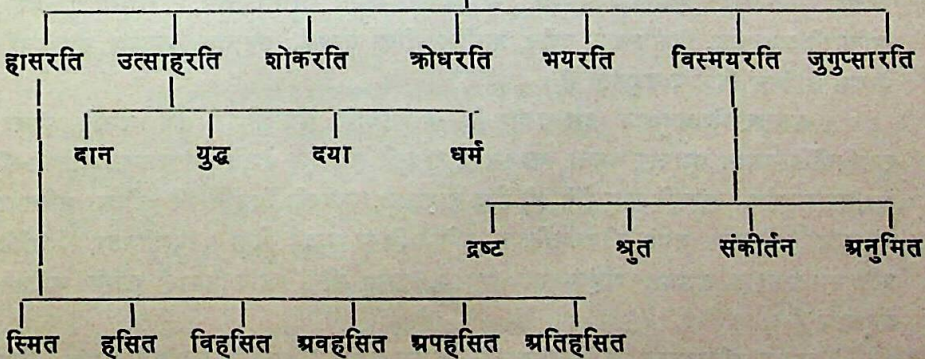 हासरति उत्साहरति शोकरति क्रोधरति भयरति विस्मयरति जुगुप्सारति
दान युद्ध दया धर्म
द्रष्ट श्रुत संकीर्तन अनुमित
स्मित हसित विहसित अवहसित अपहसित अतिहसित